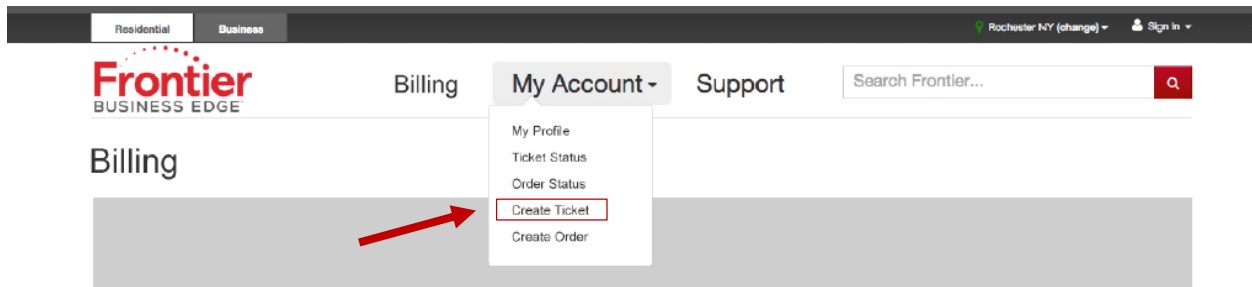 Residential Business Rochester NY (change) Sign in
Frontier
BUSINESS EDGE
Billing My Account Support Search Frontier...
My Profile
Billing
Ticket Status
Order Status
Create Ticket
Create Order